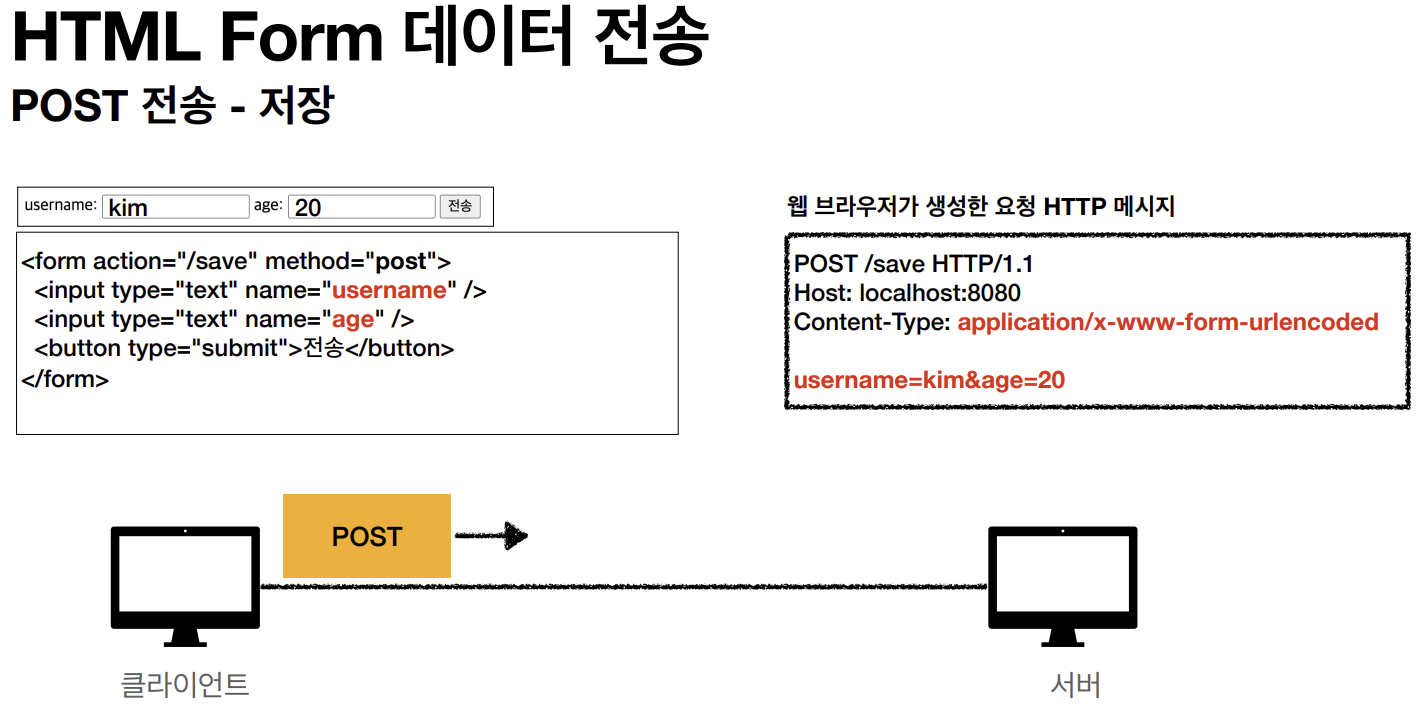 HTML Form 데이터 전송
POST 전송 - 저장
username: kim age: 20 전송
<form action="/save" method="post">
<input type="text" name="username" />
<input type="text" name="age" />
<button type="submit">전송</button>
</form>
웹 브라우저가 생성한 요청 HTTP 메시지
POST /save HTTP/1.1
Host: localhost:8080
Content-Type: application/x-www-form-urlencoded
username=kim&age=20
POST
클라이언트
서버